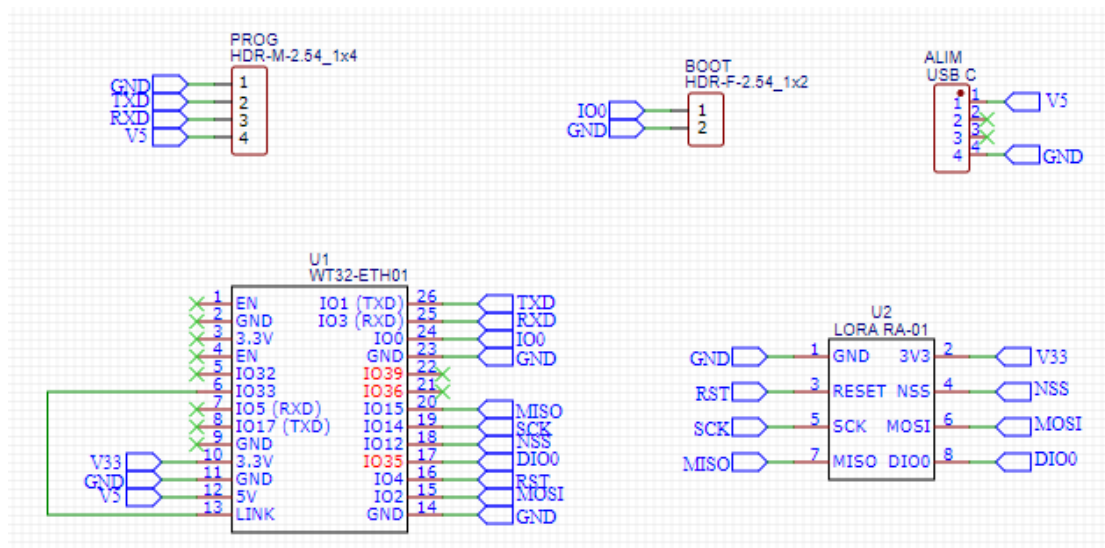 PROG
HDR-M-2.54_1x4
GND 1
TXD 2
RXD 3
V5 4
BOOT
HDR-F-2.54_1x2
IO0 1
GND 2
ALIM
USB C
1 1 V5
2 2
3 3
4 4 GND
U1
WT32-ETH01
1 EN IO1 (TXD) 26 TXD
2 GND IO3 (RXD) 25 RXD
3 3.3V IO0 24 IO0
4 EN GND 23 GND
5 IO32 IO39 22
6 IO33 IO36 21
7 IO5 (RXD) IO15 20 MISO
8 IO17 (TXD) IO14 19 SCK
9 GND IO12 18 NSS
V33 10 3.3V IO35 17 DIO0
GND 11 GND IO4 16 RST
V5 12 5V IO2 15 MOSI
13 LINK GND 14 GND
U2
LORA RA-01
GND 1 GND 3V3 2 V33
RST 3 RESET NSS 4 NSS
SCK 5 SCK MOSI 6 MOSI
MISO 7 MISO DIO0 8 DIO0